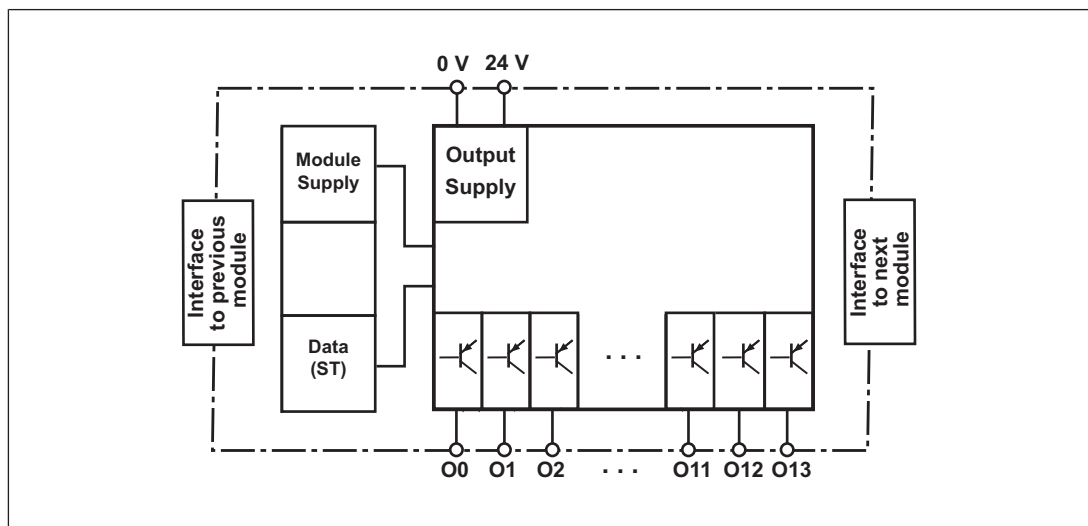 0 V 24 V
Module
Supply
Output
Supply
Interface
to previous
module
Interface
to next
module
Data
(ST)
. . .
O0 O1 O2 . . . O11 O12 O13